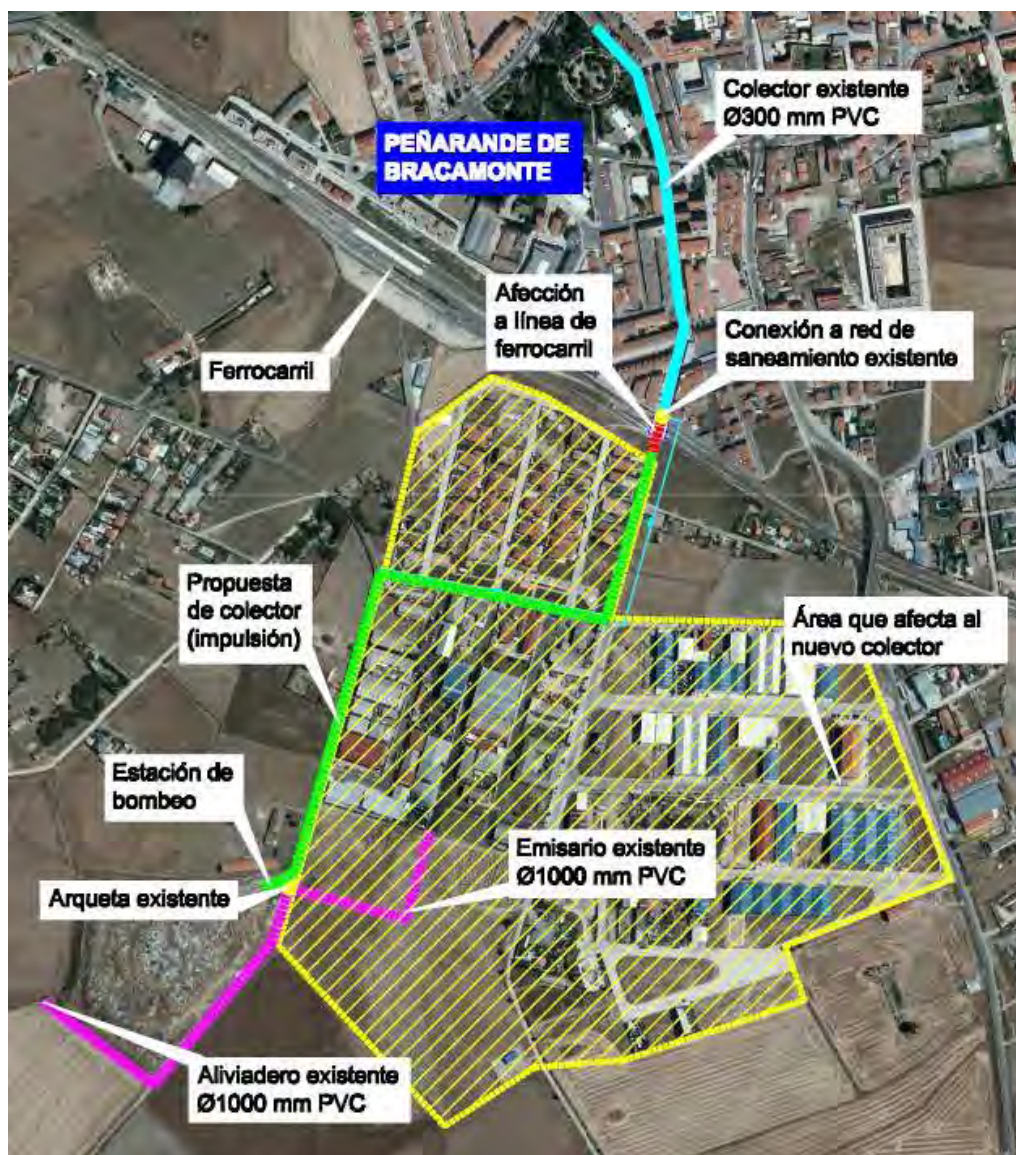 Colector existente
Ø300 mm PVC
PEÑARANDE DE
BRACAMONTE
Afección
a línea de
ferrocarril
Conexión a red de
saneamiento existente
Ferrocarril
Propuesta
de colector
(impulsión)
Área que afecta al
nuevo colector
Estación de
bombeo
Emisario existente
Ø1000 mm PVC
Arqueta existente
Aliviadero existente
Ø1000 mm PVC